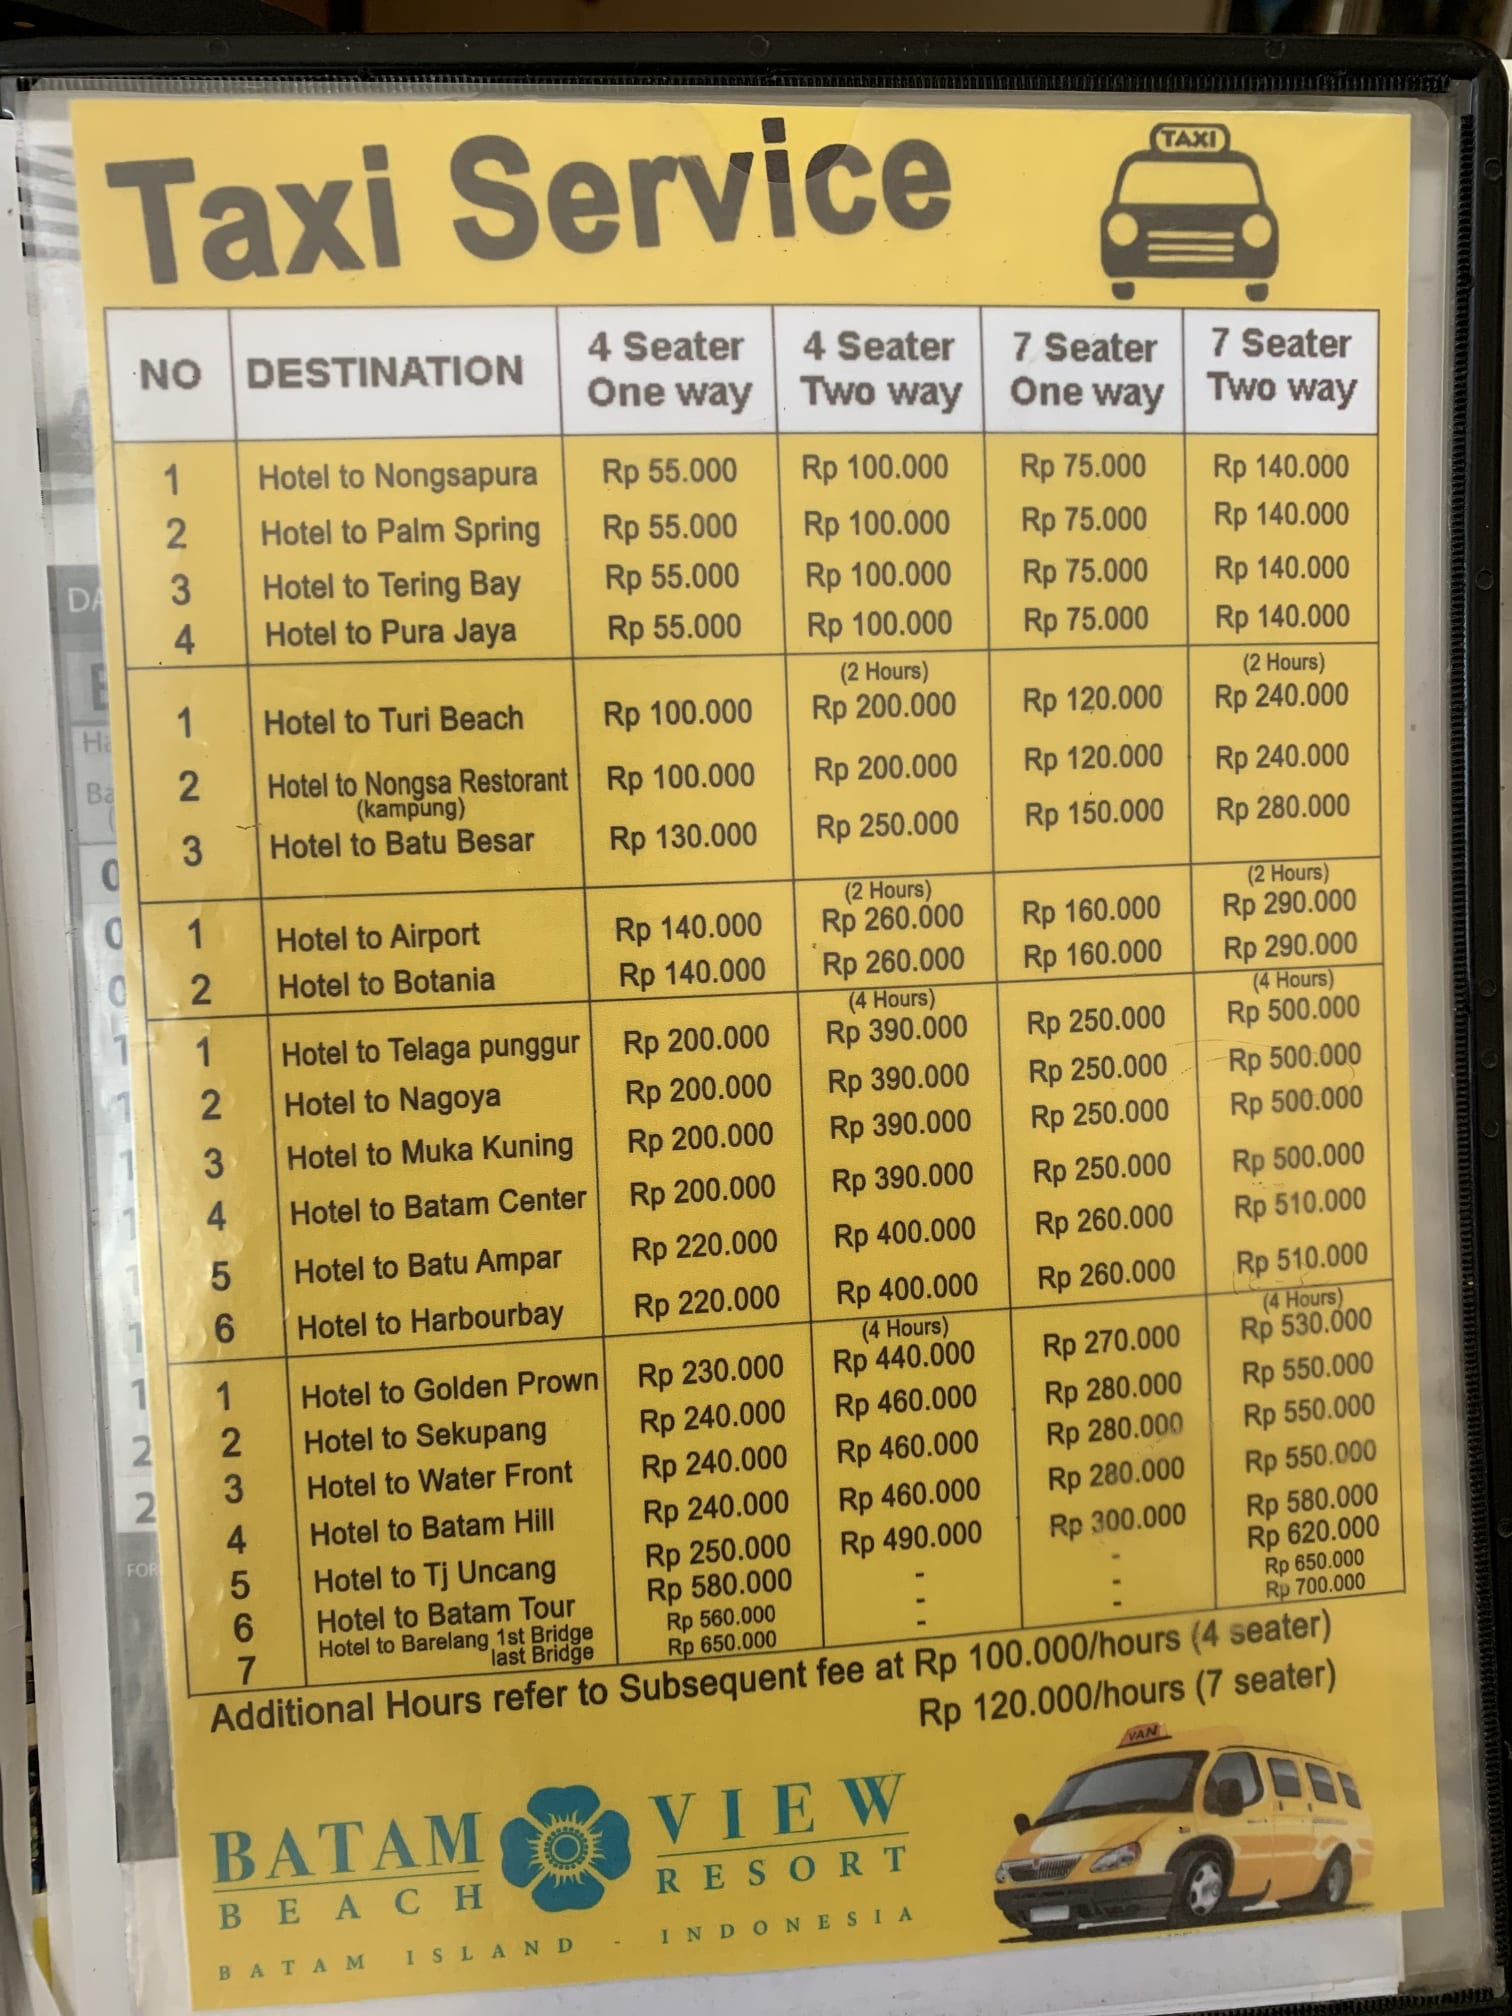 Taxi Service
TAXI
NO DESTINATION 4 Seater One way 4 Seater Two way 7 Seater One way 7 Seater Two way
1 Hotel to Nongsapura Rp 55.000 Rp 100.000 Rp 75.000 Rp 140.000
2 Hotel to Palm Spring Rp 55.000 Rp 100.000 Rp 75.000 Rp 140.000
3 Hotel to Tering Bay Rp 55.000 Rp 100.000 Rp 75.000 Rp 140.000
4 Hotel to Pura Jaya Rp 55.000 Rp 100.000 Rp 75.000 Rp 140.000
(2 Hours) (2 Hours)
1 Hotel to Turi Beach Rp 100.000 Rp 200.000 Rp 120.000 Rp 240.000
2 Hotel to Nongsa Restorant Rp 100.000 Rp 200.000 Rp 120.000 Rp 240.000
(kampung)
3 Hotel to Batu Besar Rp 130.000 Rp 250.000 Rp 150.000 Rp 280.000
(2 Hours) (2 Hours)
1 Hotel to Airport Rp 140.000 Rp 260.000 Rp 160.000 Rp 290.000
2 Hotel to Botania Rp 140.000 Rp 260.000 Rp 160.000 Rp 290.000
(4 Hours) (4 Hours)
1 Hotel to Telaga punggur Rp 200.000 Rp 390.000 Rp 250.000 Rp 500.000
2 Hotel to Nagoya Rp 200.000 Rp 390.000 Rp 250.000 Rp 500.000
3 Hotel to Muka Kuning Rp 200.000 Rp 390.000 Rp 250.000 Rp 500.000
4 Hotel to Batam Center Rp 200.000 Rp 390.000 Rp 250.000 Rp 500.000
5 Hotel to Batu Ampar Rp 220.000 Rp 400.000 Rp 260.000 Rp 510.000
6 Hotel to Harbourbay Rp 220.000 Rp 400.000 Rp 260.000 Rp 510.000
(4 Hours) (4 Hours)
1 Hotel to Golden Prown Rp 230.000 Rp 440.000 Rp 270.000 Rp 530.000
2 Hotel to Sekupang Rp 240.000 Rp 460.000 Rp 280.000 Rp 550.000
3 Hotel to Water Front Rp 240.000 Rp 460.000 Rp 280.000 Rp 550.000
4 Hotel to Batam Hill Rp 240.000 Rp 460.000 Rp 280.000 Rp 550.000
5 Hotel to Tj Uncang Rp 250.000 Rp 490.000 Rp 300.000 Rp 580.000
6 Hotel to Batam Tour Rp 580.000 - - Rp 620.000
7 Hotel to Barelang 1st Bridge Rp 560.000 - - Rp 650.000
last Bridge Rp 650.000 - - Rp 700.000
Additional Hours refer to Subsequent fee at Rp 100.000/hours (4 seater)
Rp 120.000/hours (7 seater)
VAN
BATAM VIEW
BEACH RESORT
BATAM ISLAND - INDONESIA